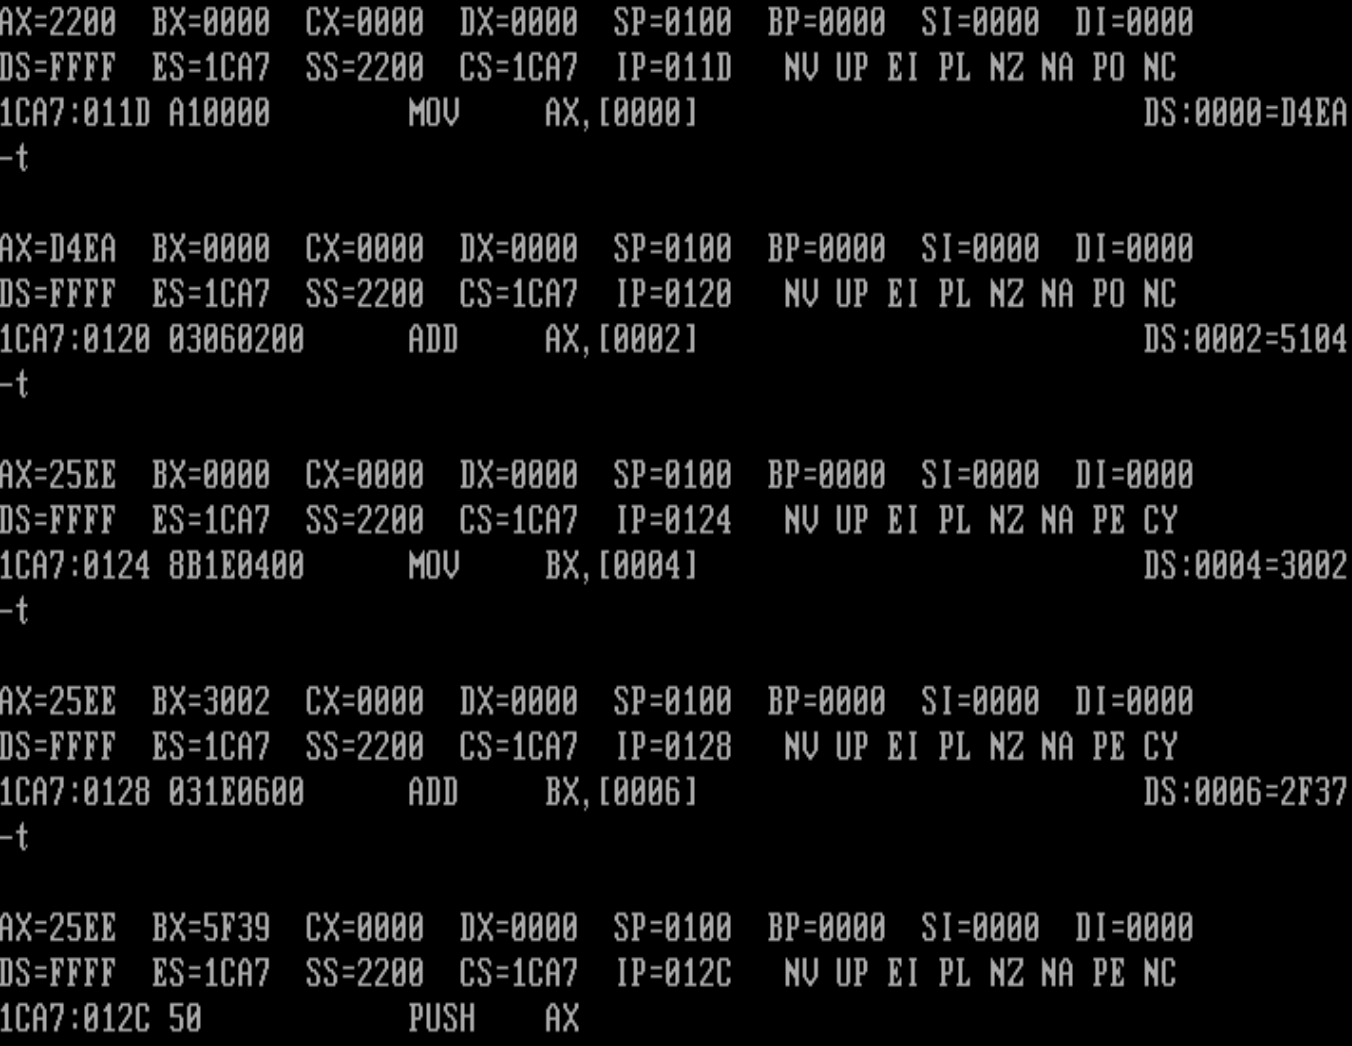 AX=2200  BX=0000  CX=0000  DX=0000  SP=0100  BP=0000  SI=0000  DI=0000
DS=FFFF  ES=1CA7  SS=2200  CS=1CA7  IP=011D   NV UP EI PL NZ NA PO NC
1CA7:011D A10000        MOV     AX,[0000]                          DS:0000=D4EA
-t
AX=D4EA  BX=0000  CX=0000  DX=0000  SP=0100  BP=0000  SI=0000  DI=0000
DS=FFFF  ES=1CA7  SS=2200  CS=1CA7  IP=0120   NV UP EI PL NZ NA PO NC
1CA7:0120 03060200      ADD     AX,[0002]                          DS:0002=5104
-t
AX=25EE  BX=0000  CX=0000  DX=0000  SP=0100  BP=0000  SI=0000  DI=0000
DS=FFFF  ES=1CA7  SS=2200  CS=1CA7  IP=0124   NV UP EI PL NZ NA PE CY
1CA7:0124 8B1E0400      MOV     BX,[0004]                          DS:0004=3002
-t
AX=25EE  BX=3002  CX=0000  DX=0000  SP=0100  BP=0000  SI=0000  DI=0000
DS=FFFF  ES=1CA7  SS=2200  CS=1CA7  IP=0128   NV UP EI PL NZ NA PE CY
1CA7:0128 031E0600      ADD     BX,[0006]                          DS:0006=2F37
-t
AX=25EE  BX=5F39  CX=0000  DX=0000  SP=0100  BP=0000  SI=0000  DI=0000
DS=FFFF  ES=1CA7  SS=2200  CS=1CA7  IP=012C   NV UP EI PL NZ NA PE NC
1CA7:012C 50            PUSH    AX